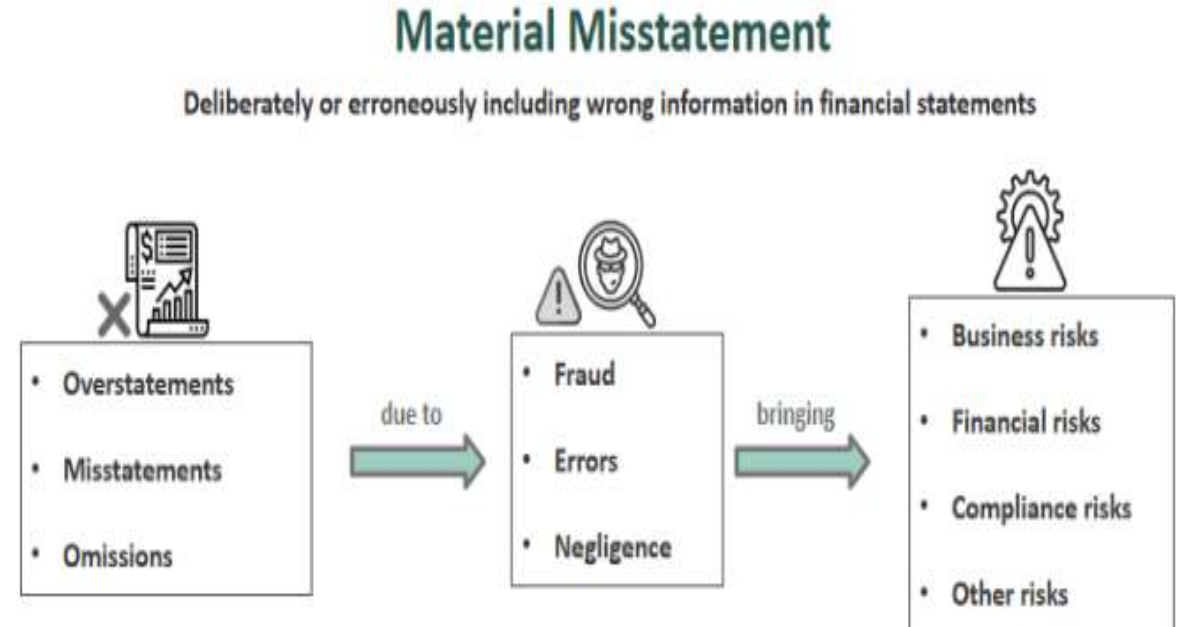 Material Misstatement
Deliberately or erroneously including wrong information in financial statements
$
• Overstatements
• Misstatements
• Omissions
due to
• Fraud
• Errors
• Negligence
bringing
• Business risks
• Financial risks
• Compliance risks
• Other risks